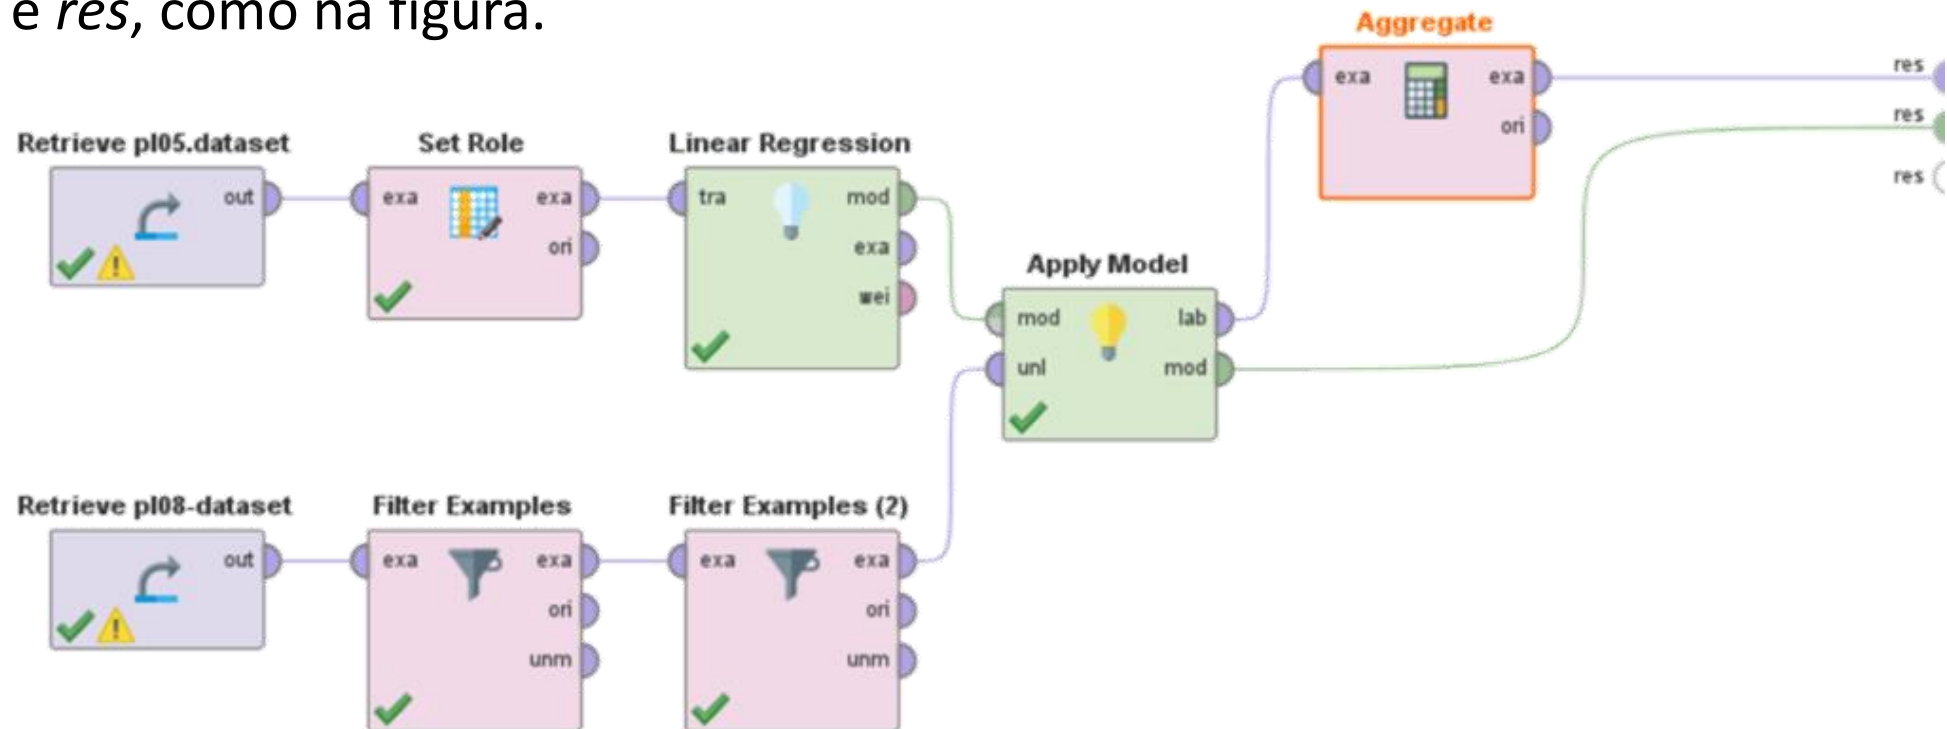 e res, como na figura.
Aggregate
exa exa
ori
res
res
res
Retrieve pl05.dataset
out
Set Role
exa exa
ori
Linear Regression
tra mod
exa
wei
Apply Model
mod lab
unl mod
Retrieve pl08-dataset
out
Filter Examples
exa exa
ori
unm
Filter Examples (2)
exa exa
ori
unm